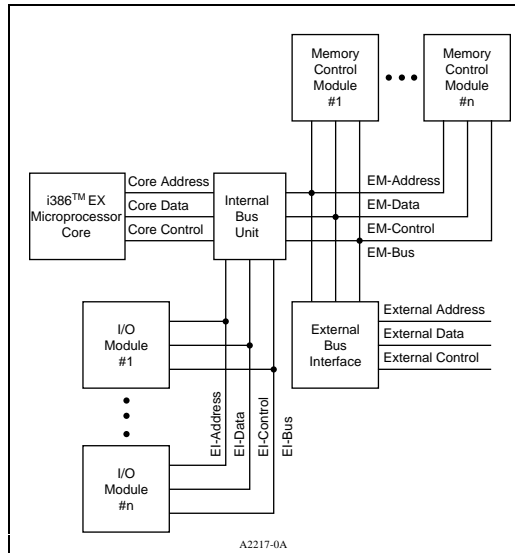 Memory
Control
Module
#1
Memory
Control
Module
#n
i386TM EX
Microprocessor
Core
Core Address
Core Data
Core Control
Internal
Bus
Unit
EM-Address
EM-Data
EM-Control
EM-Bus
I/O
Module
#1
External
Bus
Interface
External Address
External Data
External Control
EI-Address
EI-Data
EI-Control
EI-Bus
I/O
Module
#n
A2217-0A